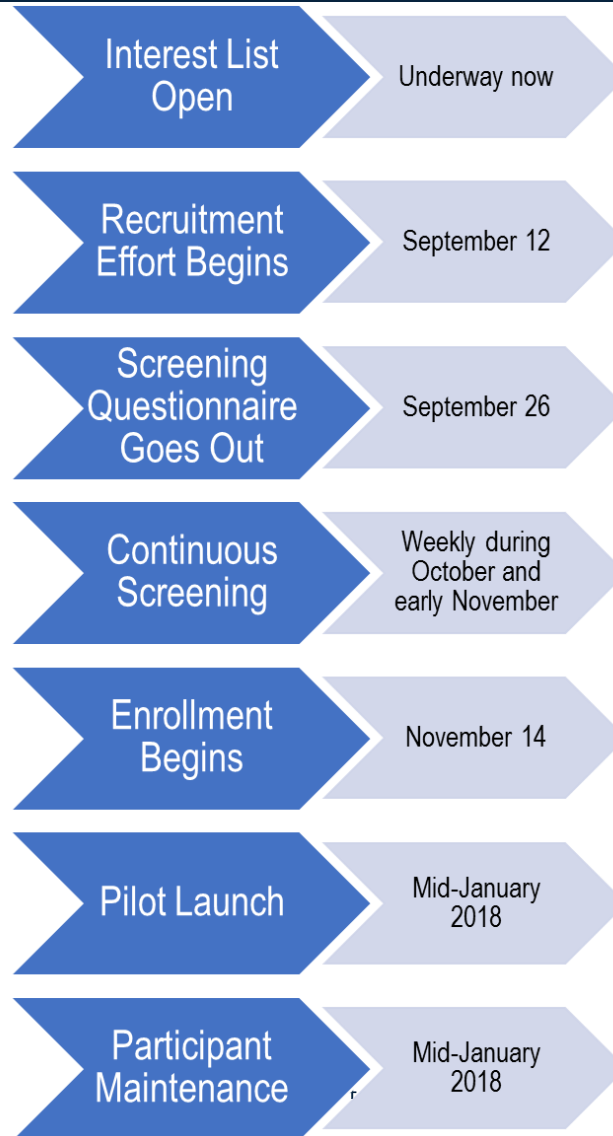 Interest List
Open
Underway now
Recruitment
Effort Begins
September 12
Screening
Questionnaire
Goes Out
September 26
Continuous
Screening
Weekly during
October and
early November
Enrollment
Begins
November 14
Pilot Launch
Mid-January
2018
Participant
Maintenance
Mid-January
2018